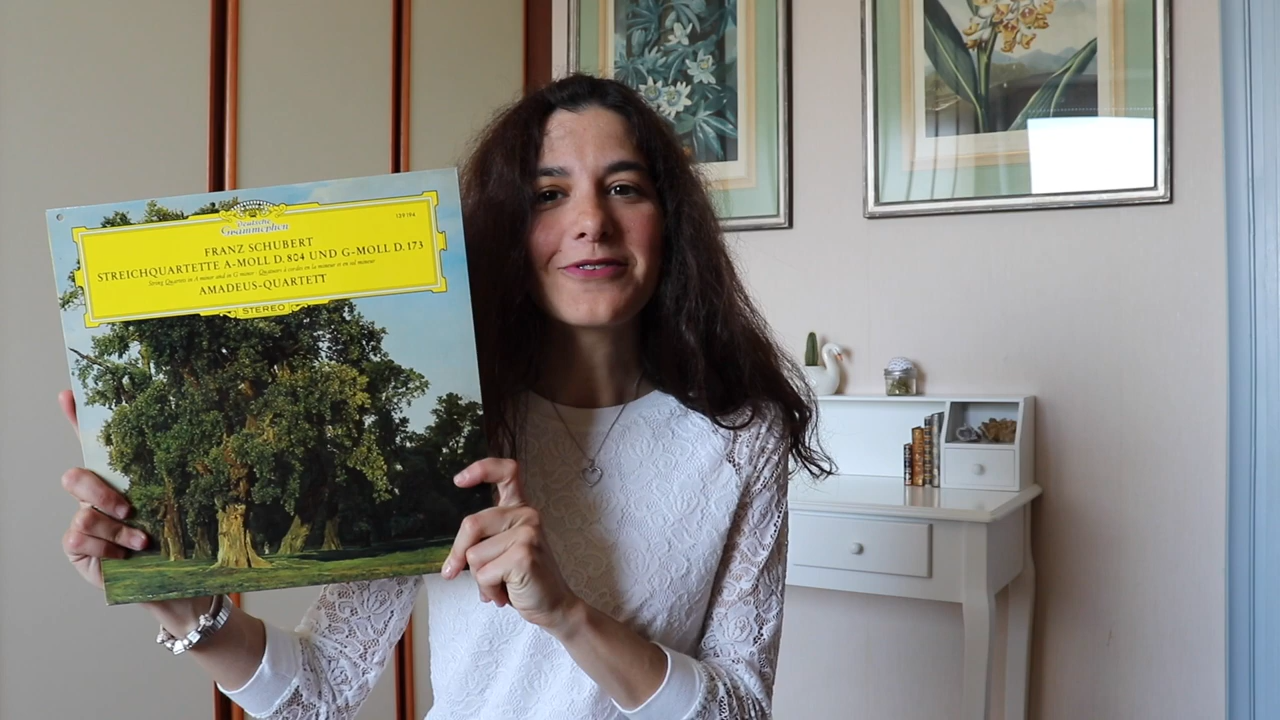 Deutsche
Grammophon
139 194
FRANZ SCHUBERT
STREICHQUARTETTE A-MOLL D. 804 UND G-MOLL D. 173
String Quartets in A minor and in G minor · Quatuors à cordes en la mineur et en sol mineur
AMADEUS-QUARTETT
STEREO